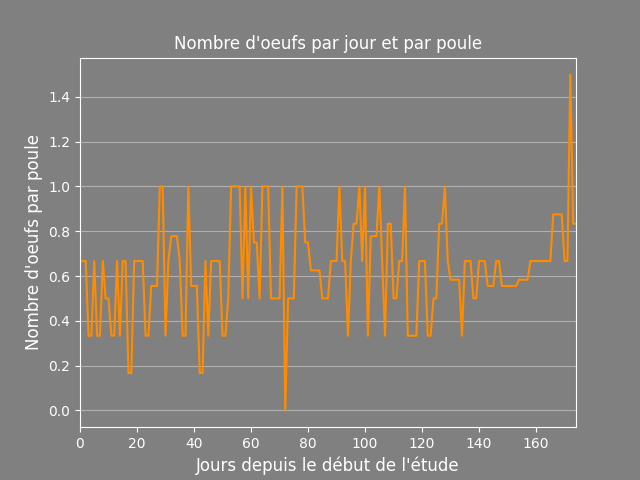 Nombre d'oeufs par jour et par poule
Nombre d'oeufs par poule
1.4
1.2
1.0
0.8
0.6
0.4
0.2
0.0
0 20 40 60 80 100 120 140 160
Jours depuis le début de l'étude